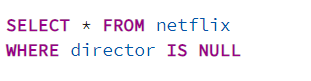 SELECT * FROM netflix
WHERE director IS NULL